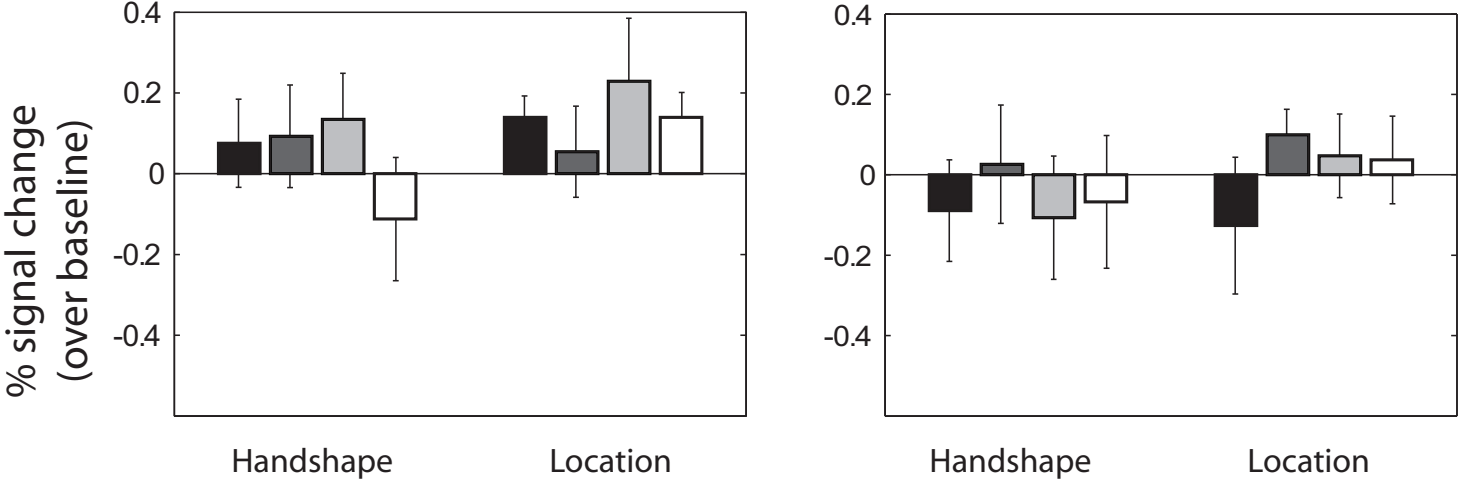 % signal change
(over baseline)
0.4
0.2
0
-0.2
-0.4
Handshape
Location
0.4
0.2
0
-0.2
-0.4
Handshape
Location